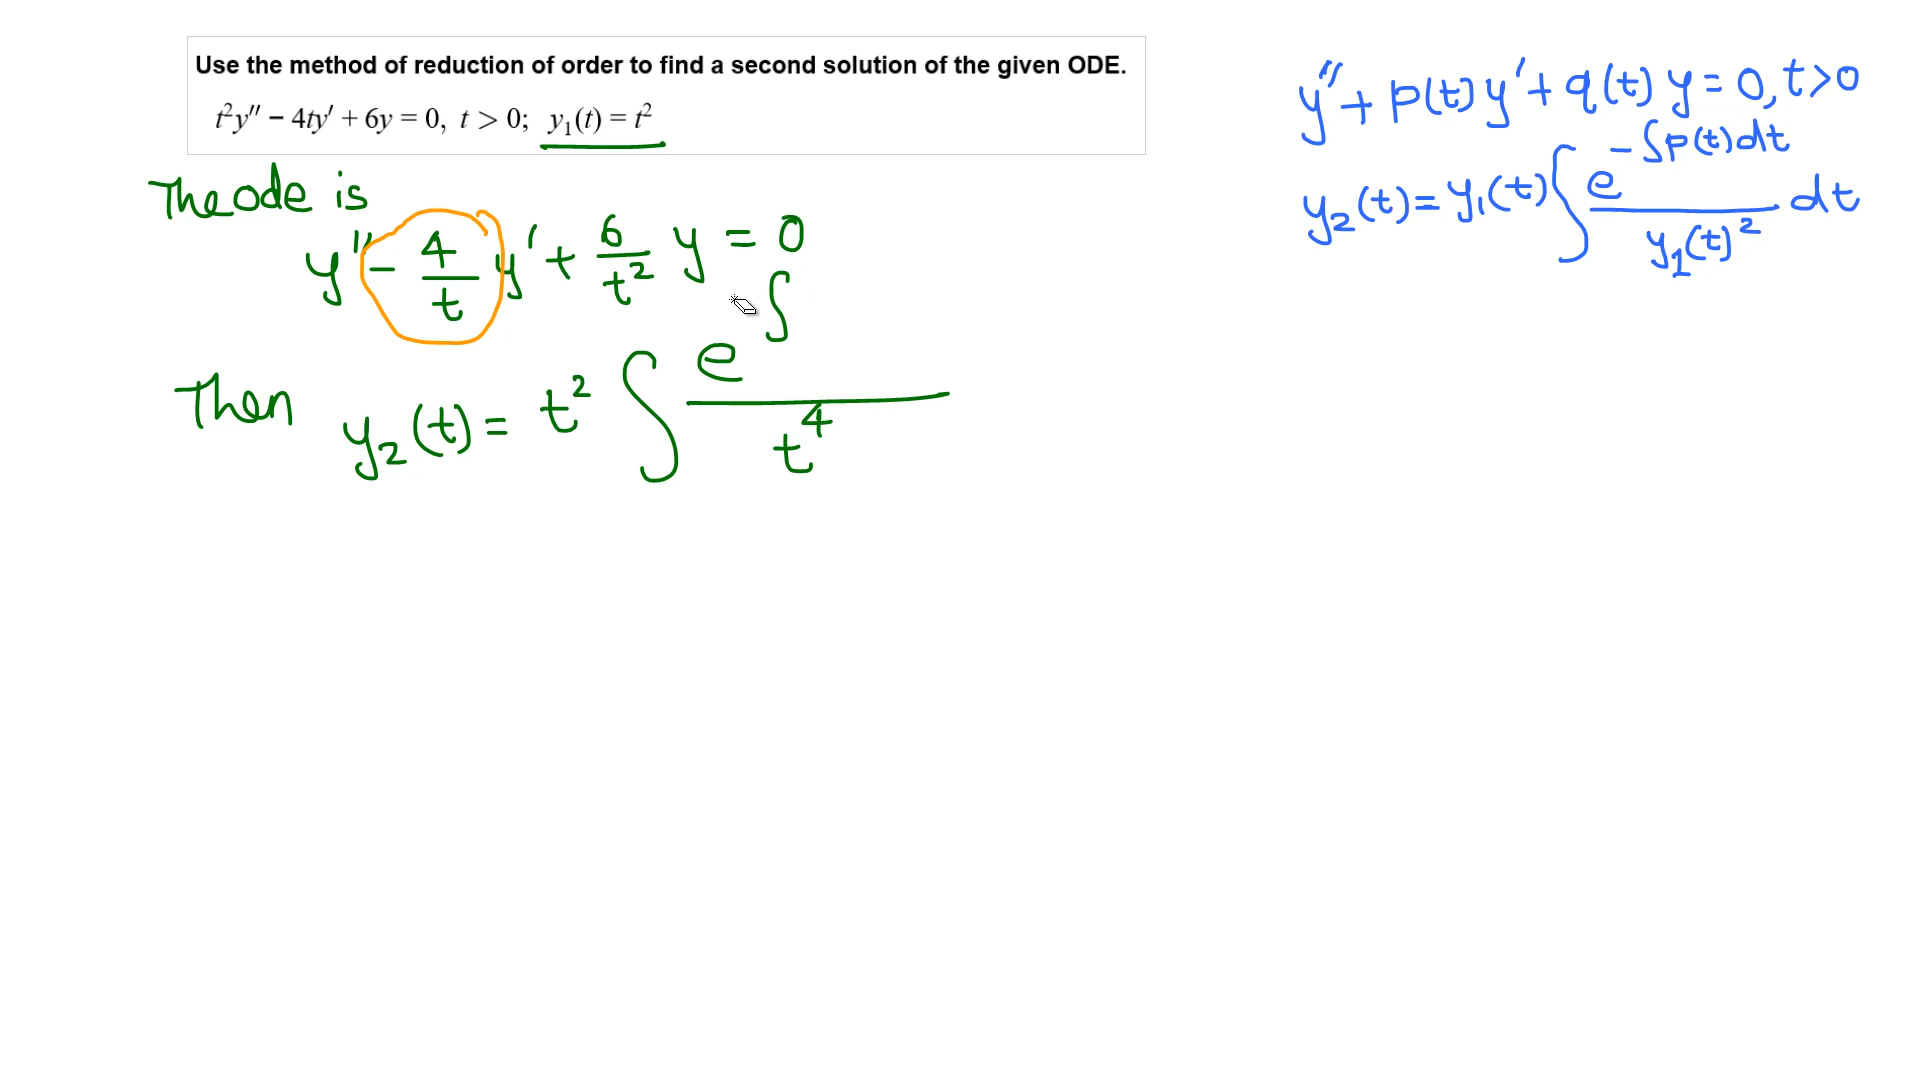 Use the method of reduction of order to find a second solution of the given ODE.
t²y″ − 4ty′ + 6y = 0, t > 0; y₁(t) = t²
The ode is
y″ − 4/t y′ + 6/t² y = 0
Then y₂(t) = t² ∫ e^∫ / t⁴
y″ + p(t) y′ + q(t) y = 0, t > 0
y₂(t) = y₁(t) ∫ e^(−∫p(t)dt) / y₁(t)² dt